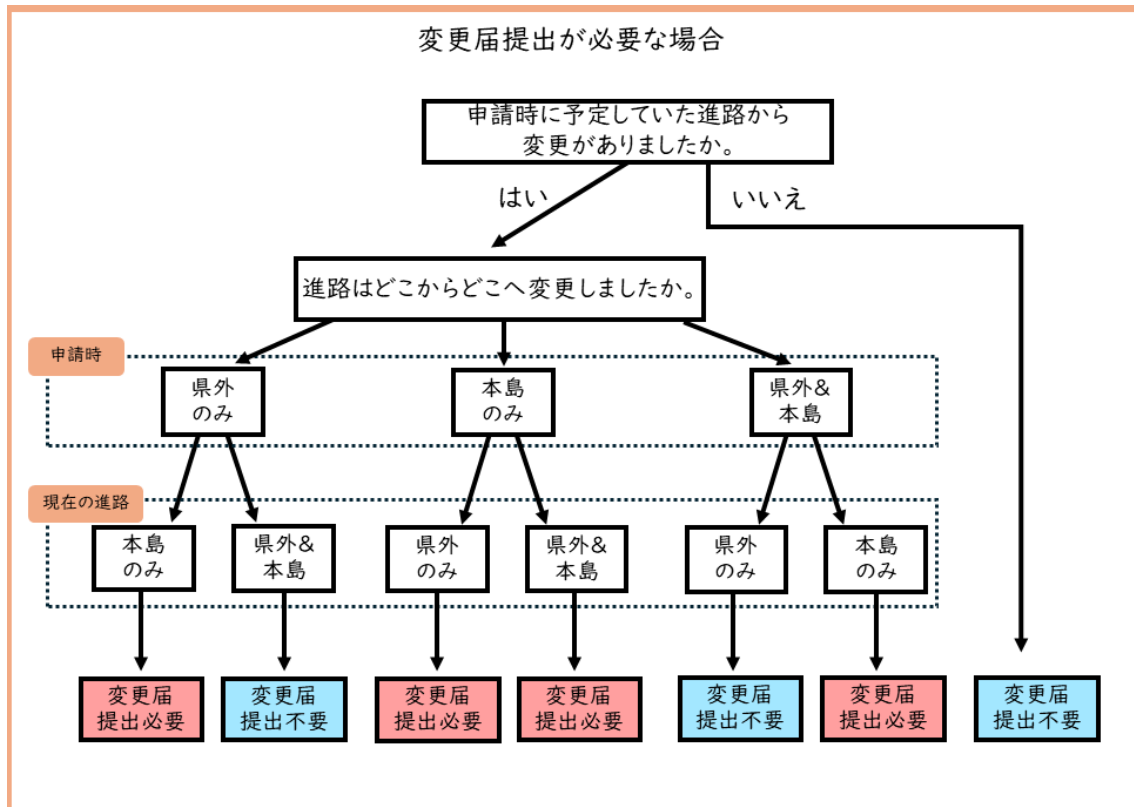 変更届提出が必要な場合
申請時に予定していた進路から
変更がありましたか。
はい
いいえ
進路はどこからどこへ変更しましたか。
申請時
県外
のみ
本島
のみ
県外&
本島
現在の進路
本島
のみ
県外&
本島
県外
のみ
県外&
本島
県外
のみ
本島
のみ
変更届
提出必要
変更届
提出不要
変更届
提出必要
変更届
提出必要
変更届
提出不要
変更届
提出必要
変更届
提出不要